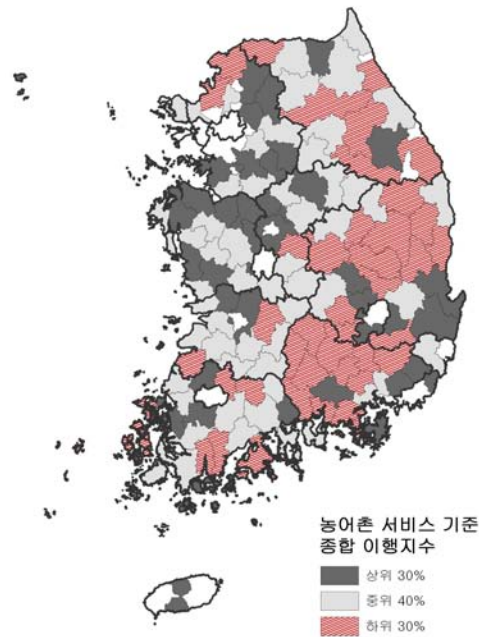 농어촌 서비스 기준
종합 이행지수
상위 30%
중위 40%
하위 30%